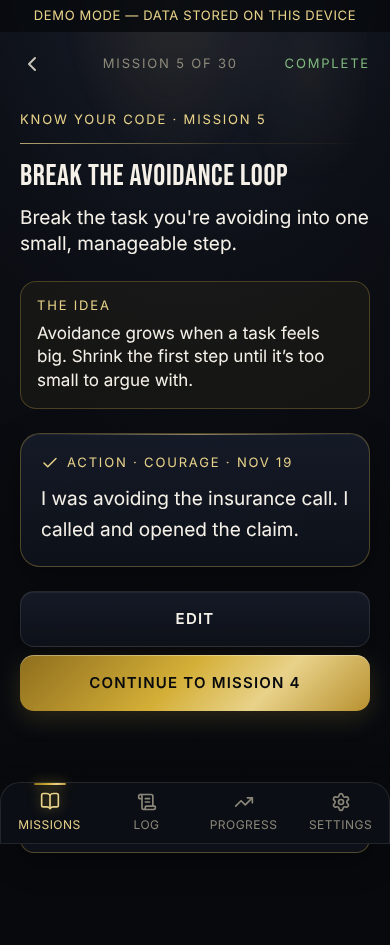 DEMO MODE — DATA STORED ON THIS DEVICE
MISSION 5 OF 30
COMPLETE
KNOW YOUR CODE · MISSION 5
BREAK THE AVOIDANCE LOOP
Break the task you're avoiding into one
small, manageable step.
THE IDEA
Avoidance grows when a task feels
big. Shrink the first step until it’s too
small to argue with.
ACTION · COURAGE · NOV 19
I was avoiding the insurance call. I
called and opened the claim.
EDIT
CONTINUE TO MISSION 4
MISSIONS
LOG
PROGRESS
SETTINGS